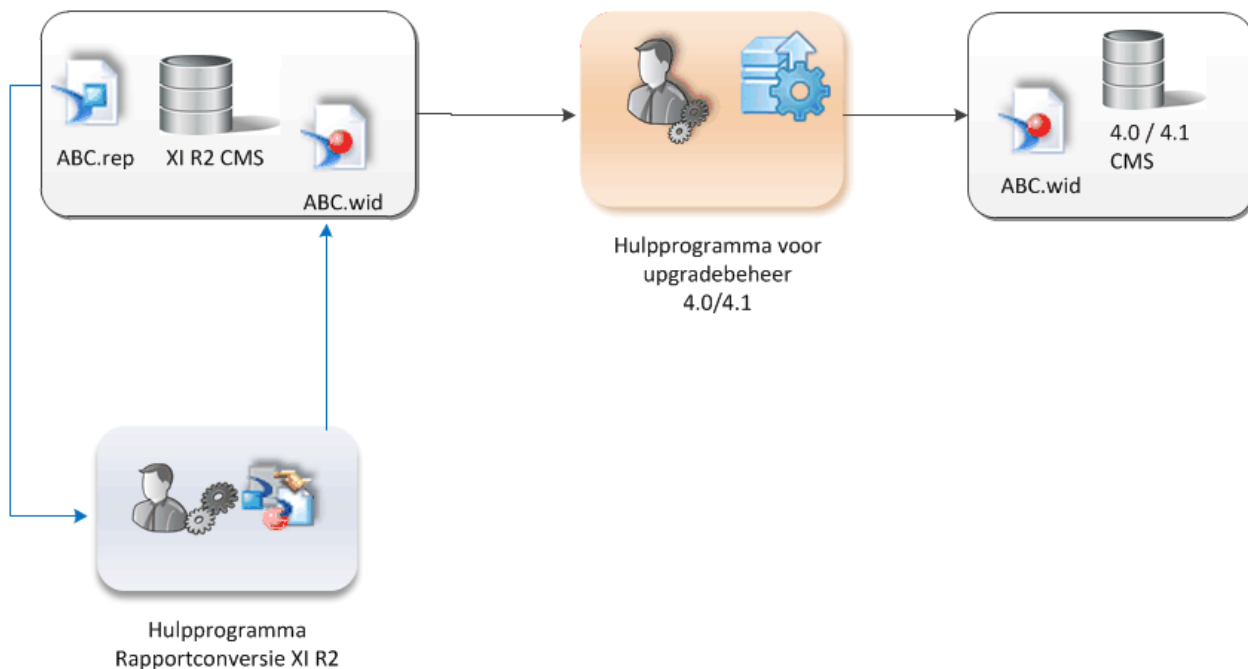 ABC.rep
XI R2 CMS
ABC.wid
Hulpprogramma voor
upgradebeheer
4.0/4.1
ABC.wid
4.0 / 4.1
CMS
Hulpprogramma
Rapportconversie XI R2